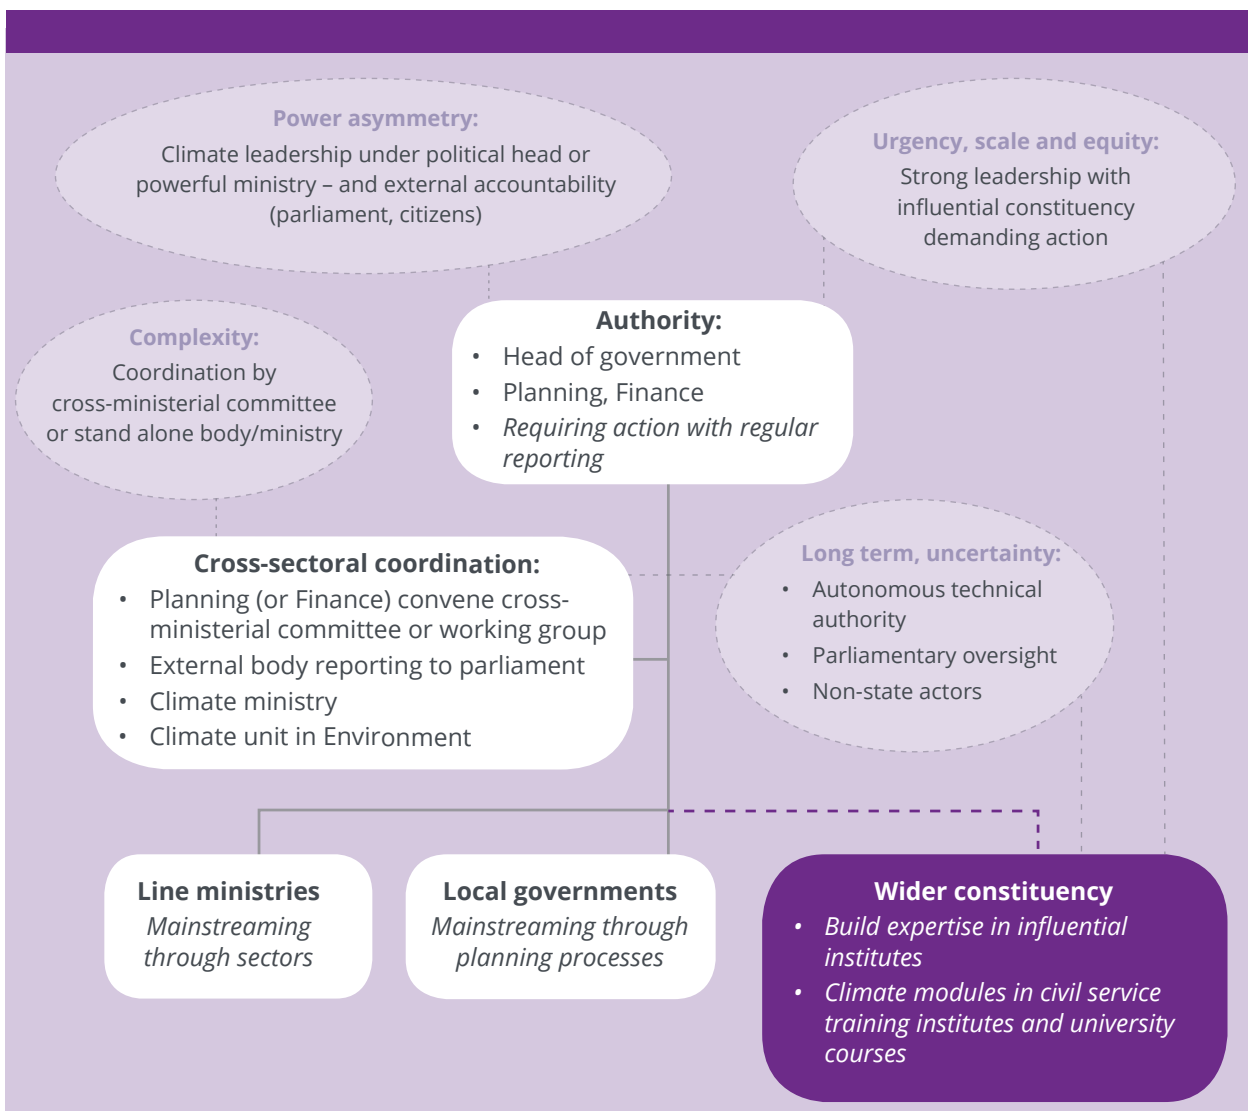 Power asymmetry:
Climate leadership under political head or
powerful ministry – and external accountability
(parliament, citizens)
Urgency, scale and equity:
Strong leadership with
influential constituency
demanding action
Complexity:
Coordination by
cross-ministerial committee
or stand alone body/ministry
Authority:
• Head of government
• Planning, Finance
• Requiring action with regular
reporting
Cross-sectoral coordination:
• Planning (or Finance) convene cross-
ministerial committee or working group
• External body reporting to parliament
• Climate ministry
• Climate unit in Environment
Long term, uncertainty:
• Autonomous technical
authority
• Parliamentary oversight
• Non-state actors
Line ministries
Mainstreaming
through sectors
Local governments
Mainstreaming through
planning processes
Wider constituency
• Build expertise in influential
institutes
• Climate modules in civil service
training institutes and university
courses